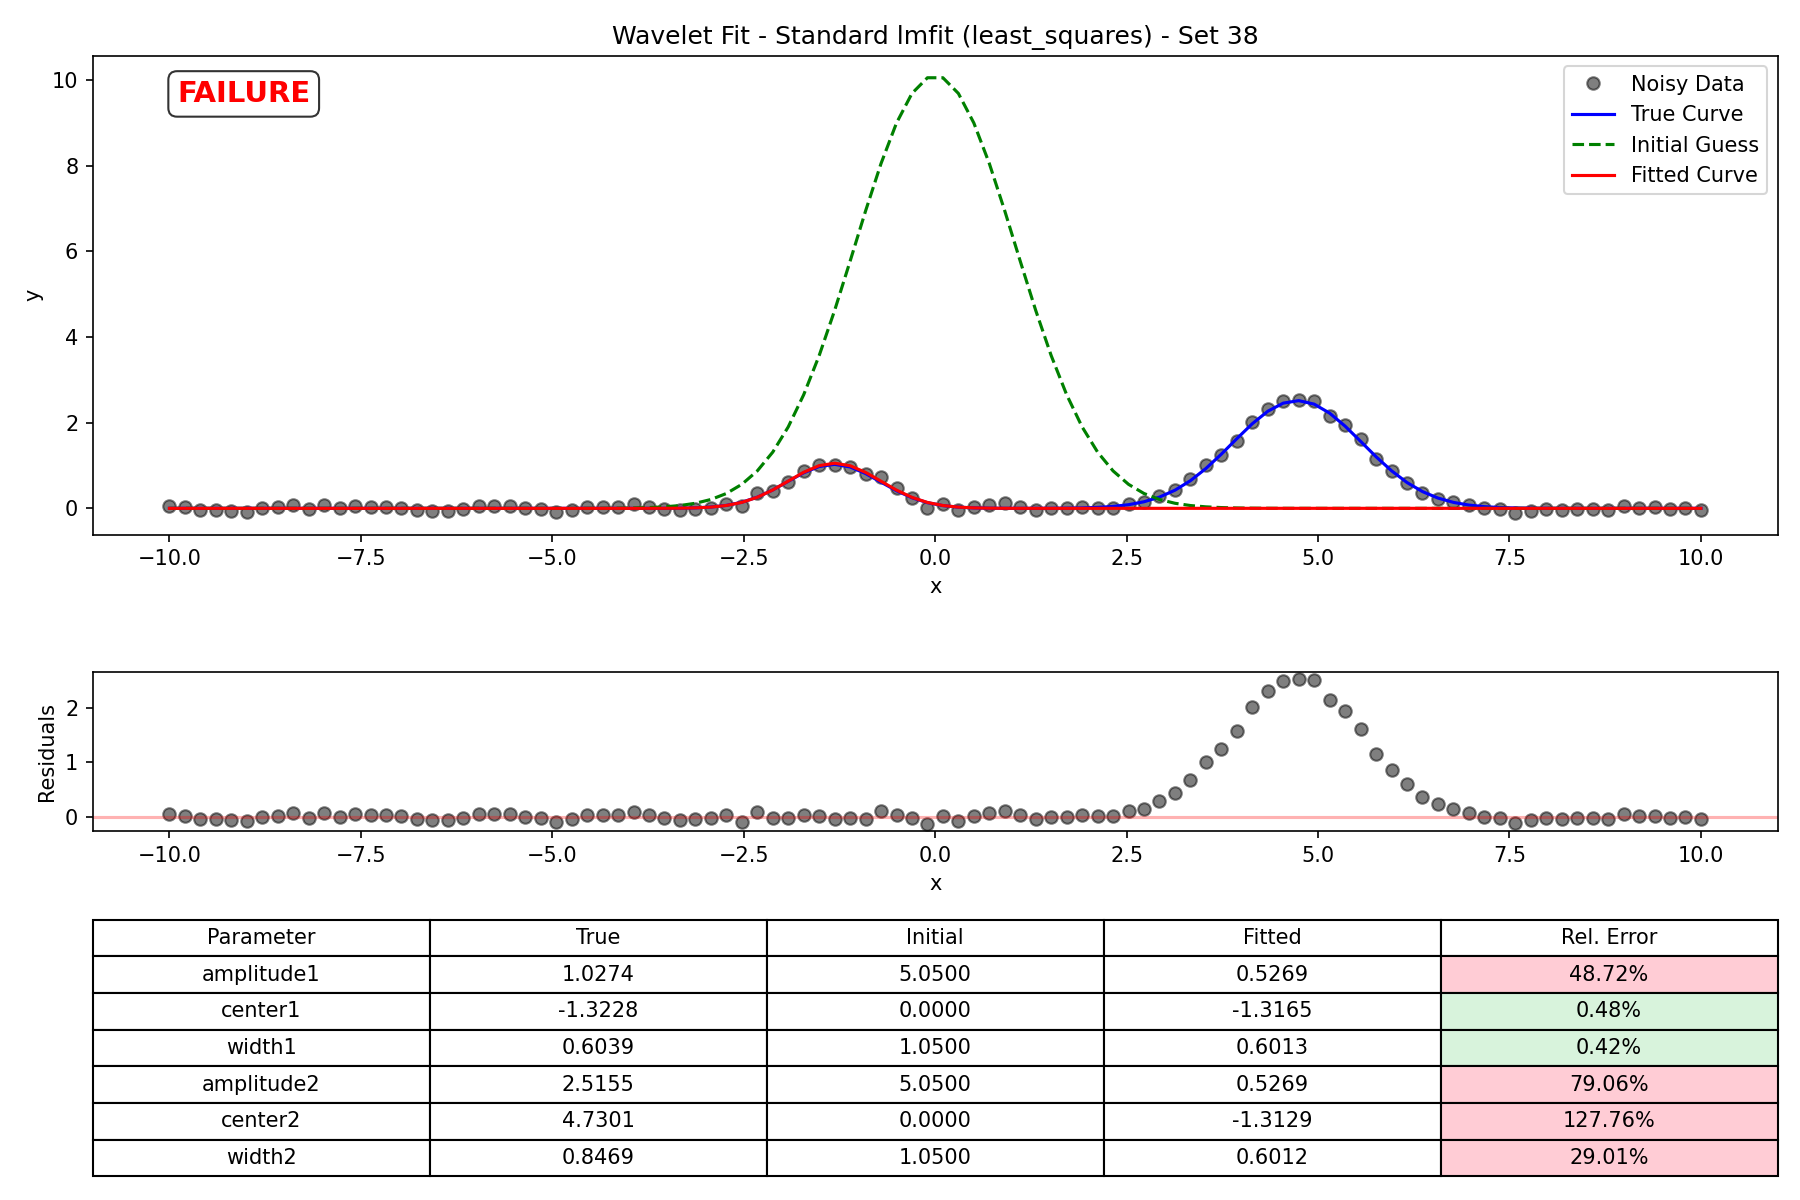 Wavelet Fit - Standard lmfit (least_squares) - Set 38
FAILURE
Noisy Data
True Curve
Initial Guess
Fitted Curve
y
10
8
6
4
2
0
−10.0 −7.5 −5.0 −2.5 0.0 2.5 5.0 7.5 10.0
x
Residuals
2
1
0
−10.0 −7.5 −5.0 −2.5 0.0 2.5 5.0 7.5 10.0
x
Parameter True Initial Fitted Rel. Error
amplitude1 1.0274 5.0500 0.5269 48.72%
center1 -1.3228 0.0000 -1.3165 0.48%
width1 0.6039 1.0500 0.6013 0.42%
amplitude2 2.5155 5.0500 0.5269 79.06%
center2 4.7301 0.0000 -1.3129 127.76%
width2 0.8469 1.0500 0.6012 29.01%